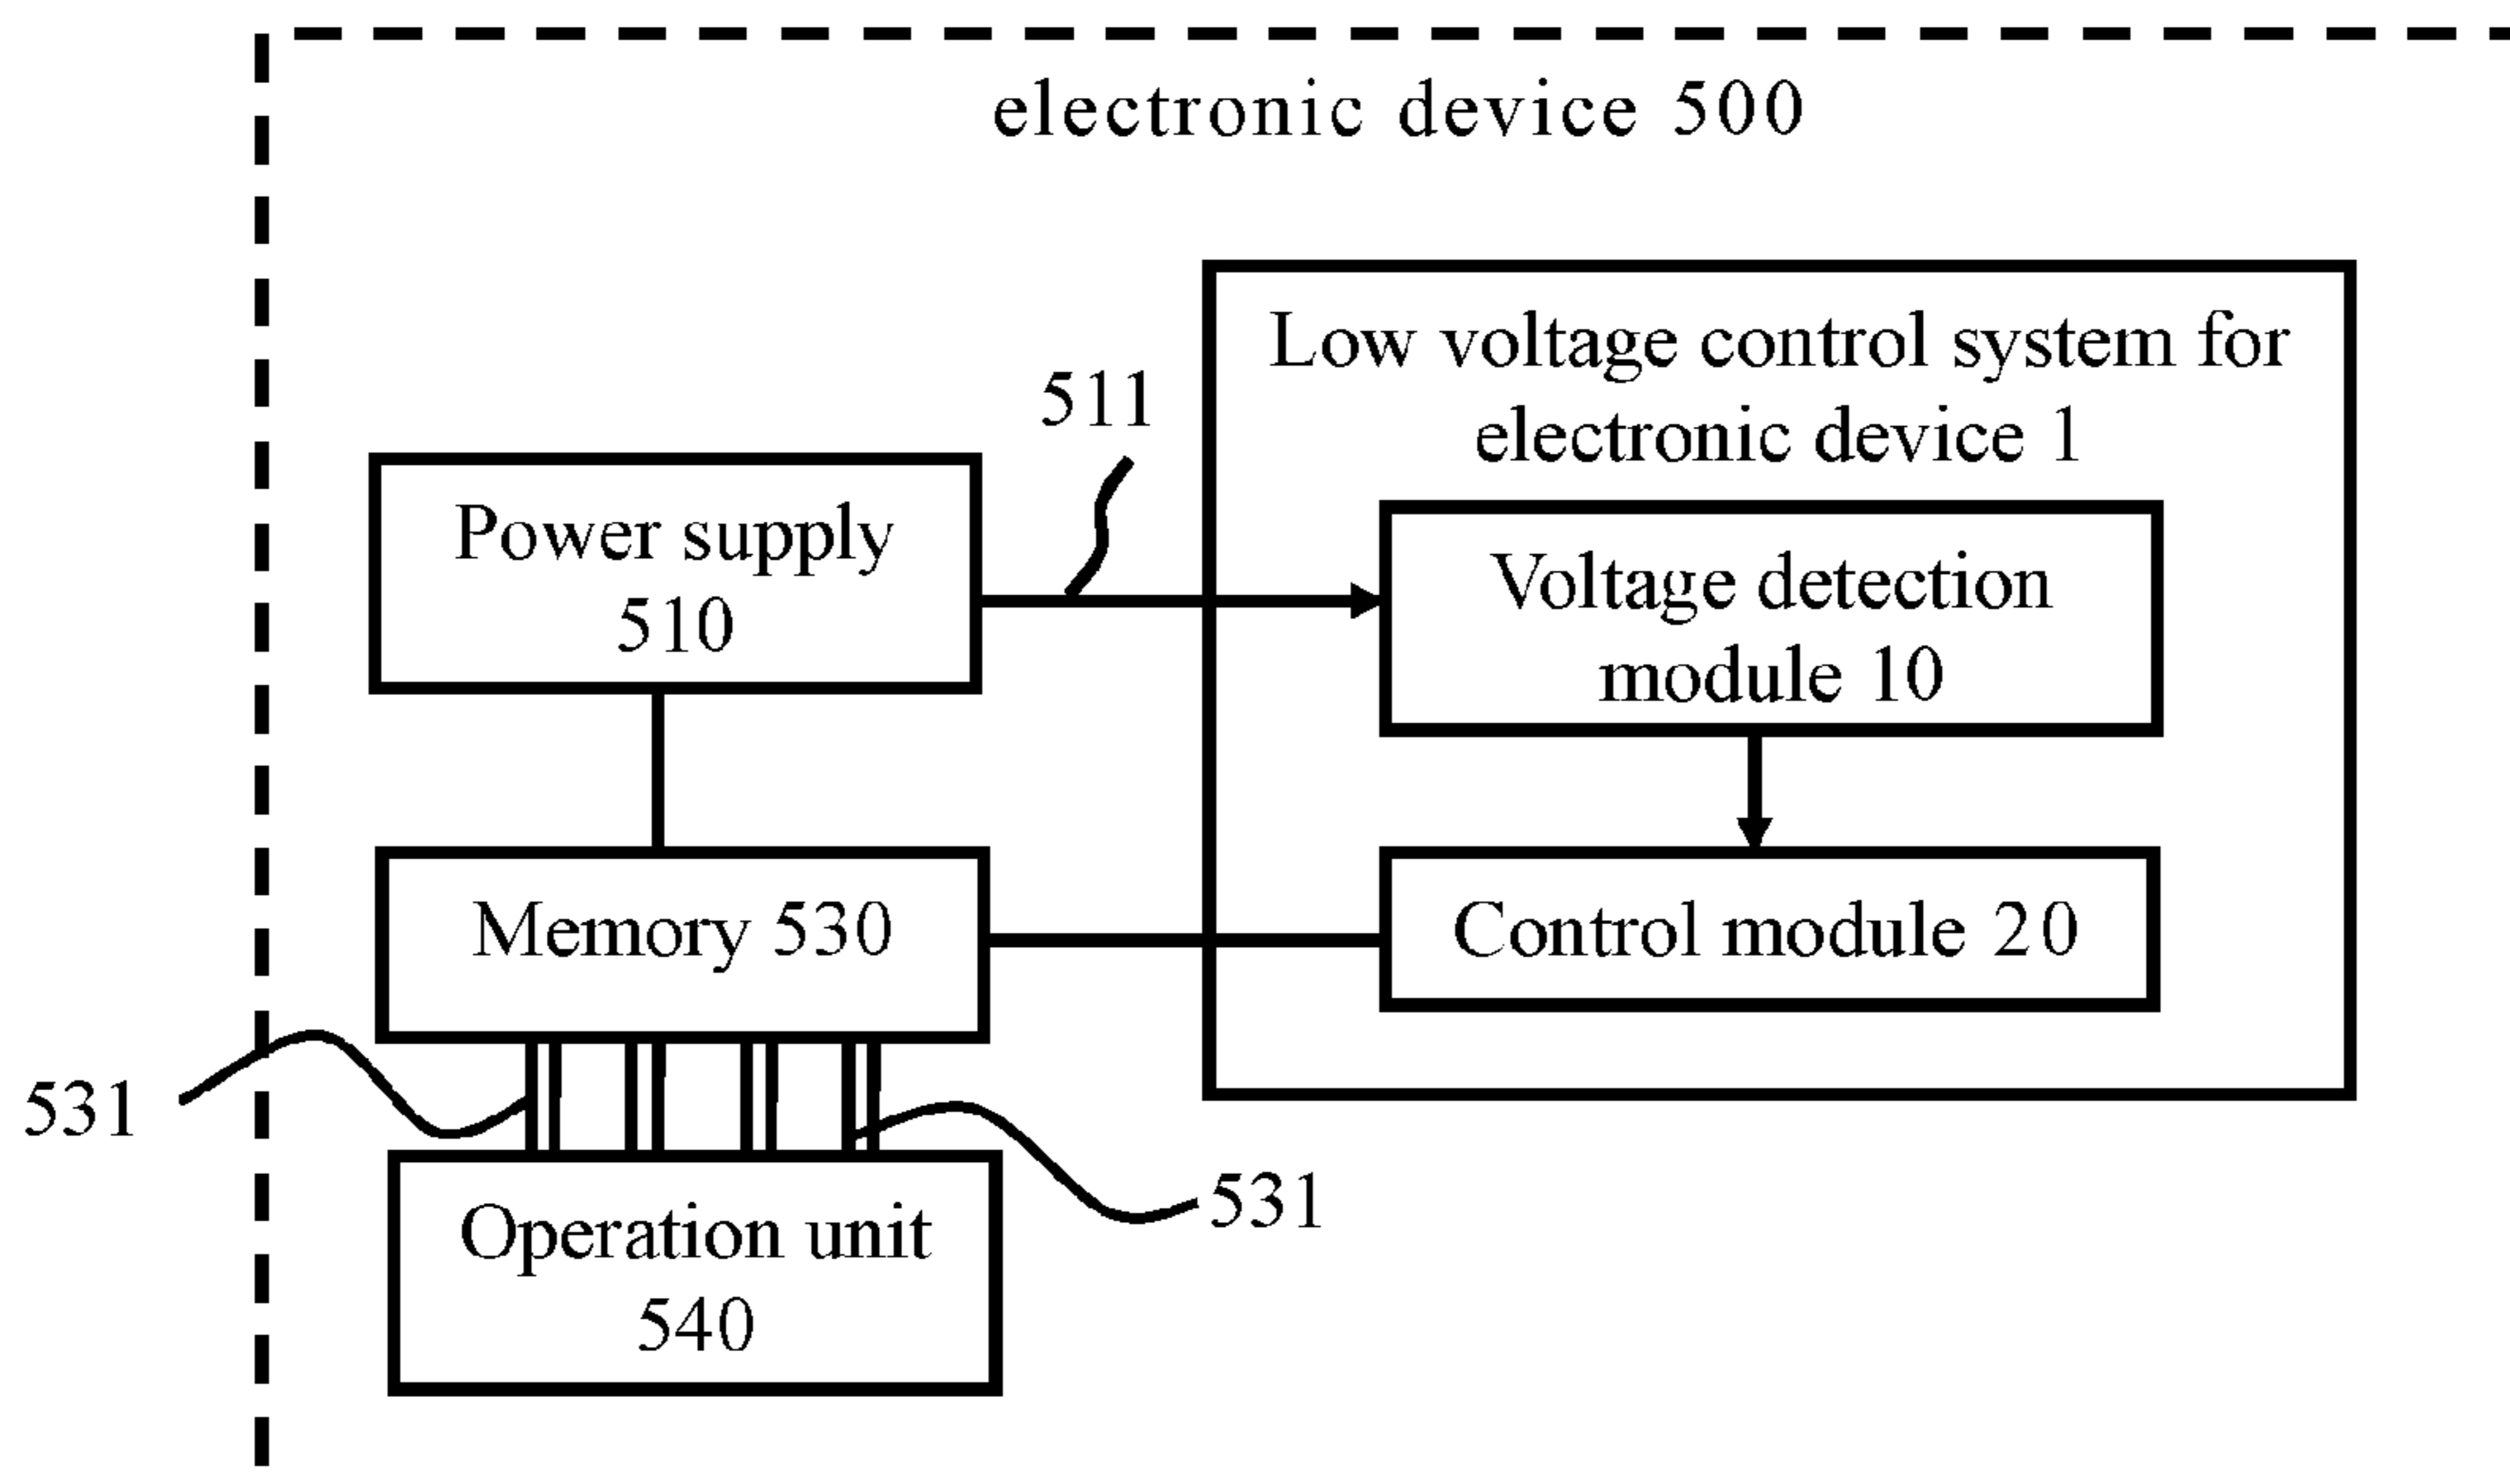 electronic device 500
Low voltage control system for
electronic device 1
511
Power supply
510
Voltage detection
module 10
Memory 530
Control module 20
531
531
Operation unit
540